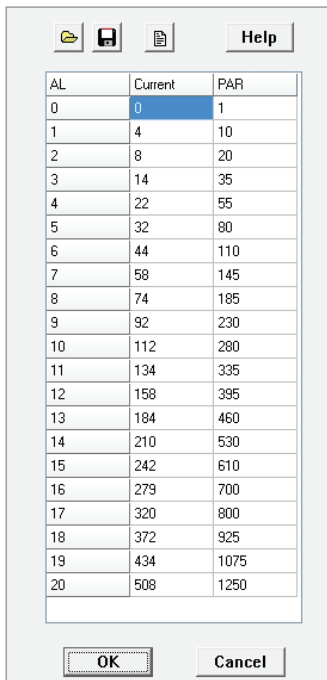 Help
AL Current PAR
0 0 1
1 4 10
2 8 20
3 14 35
4 22 55
5 32 80
6 44 110
7 58 145
8 74 185
9 92 230
10 112 280
11 134 335
12 158 395
13 184 460
14 210 530
15 242 610
16 279 700
17 320 800
18 372 925
19 434 1075
20 508 1250
OK Cancel